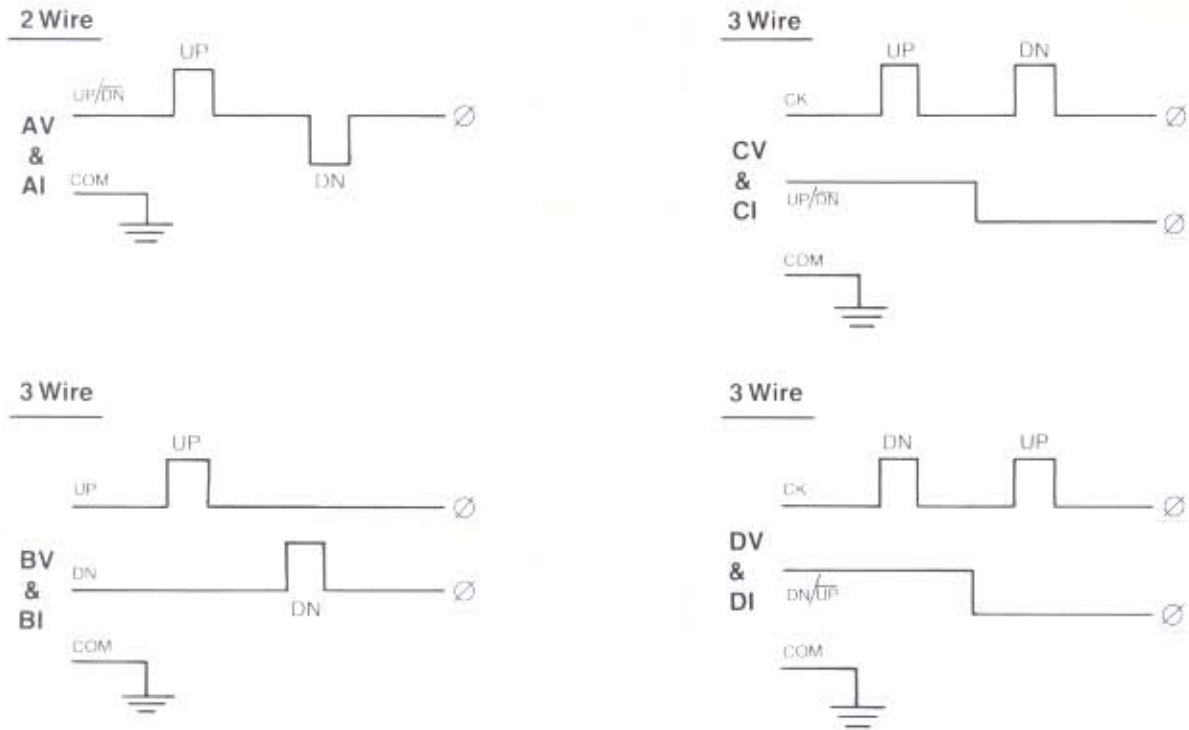 2 Wire
UP
UP/DN
Ø
DN
AV
&
AI
COM
3 Wire
UP DN
CK
Ø
CV
&
CI
UP/DN
Ø
COM
3 Wire
UP
UP
Ø
BV
&
BI
DN
Ø
DN
COM
3 Wire
DN UP
CK
Ø
DV
&
DI
DN/UP
Ø
COM